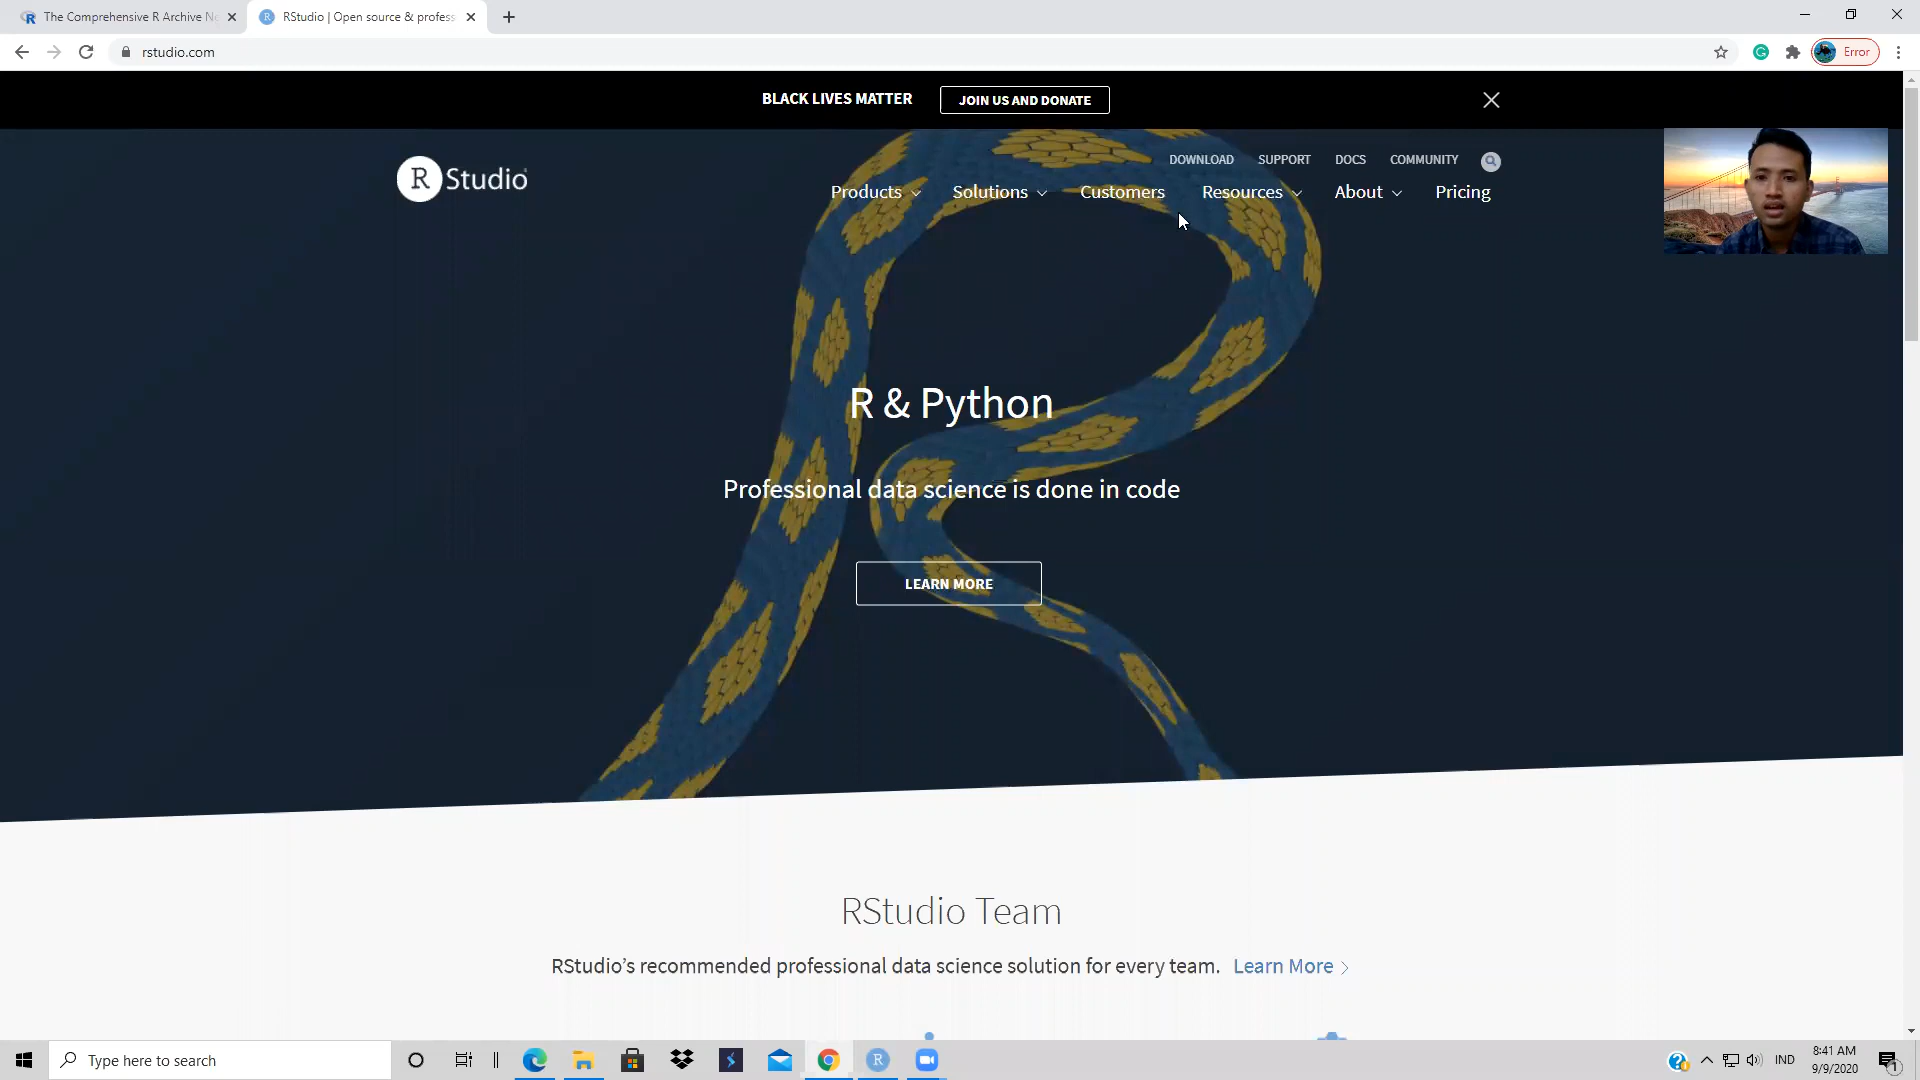 The Comprehensive R Archive Ne
RStudio | Open source & profess
rstudio.com
Error
BLACK LIVES MATTER
JOIN US AND DONATE
R Studio
DOWNLOAD
SUPPORT
DOCS
COMMUNITY
Products
Solutions
Customers
Resources
About
Pricing
R & Python
Professional data science is done in code
LEARN MORE
RStudio Team
RStudio’s recommended professional data science solution for every team. Learn More
Type here to search
IND
8:41 AM
9/9/2020
1